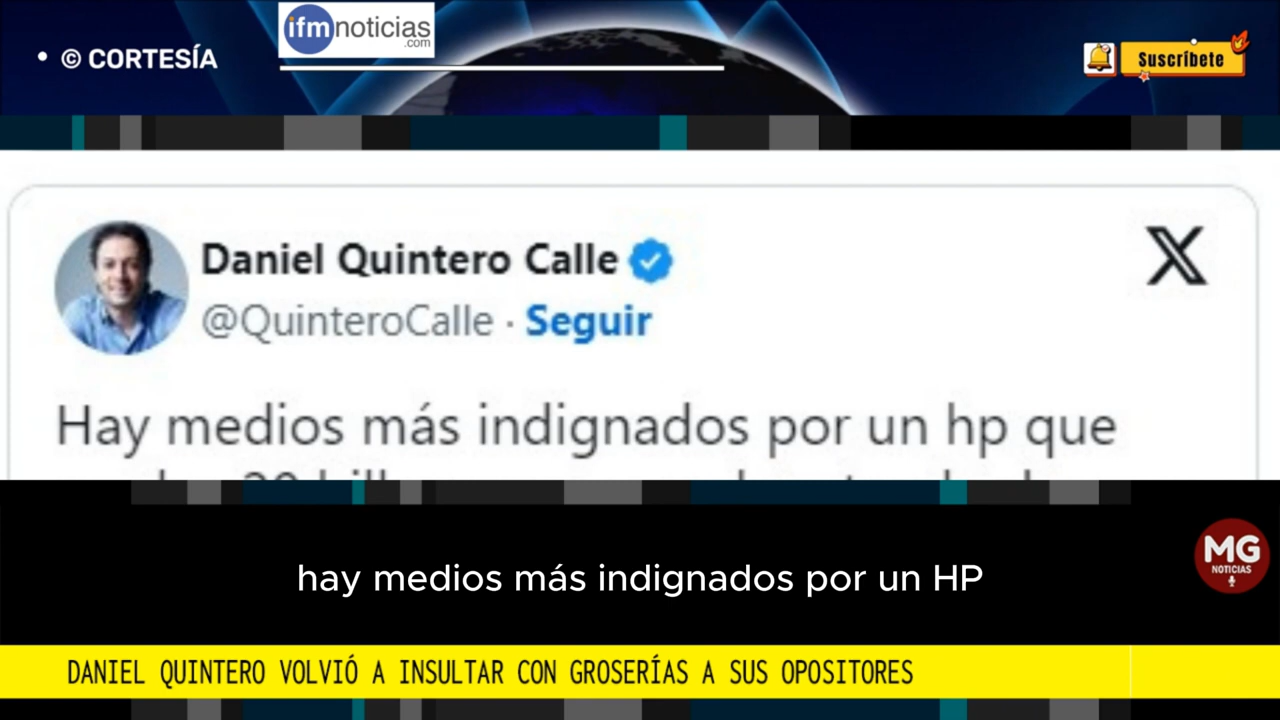 • © CORTESÍA
ifmnoticias
.com
Suscríbete
Daniel Quintero Calle
@QuinteroCalle · Seguir
Hay medios más indignados por un hp que
hay medios más indignados por un HP
MG
NOTICIAS
DANIEL QUINTERO VOLVIÓ A INSULTAR CON GROSERÍAS A SUS OPOSITORES